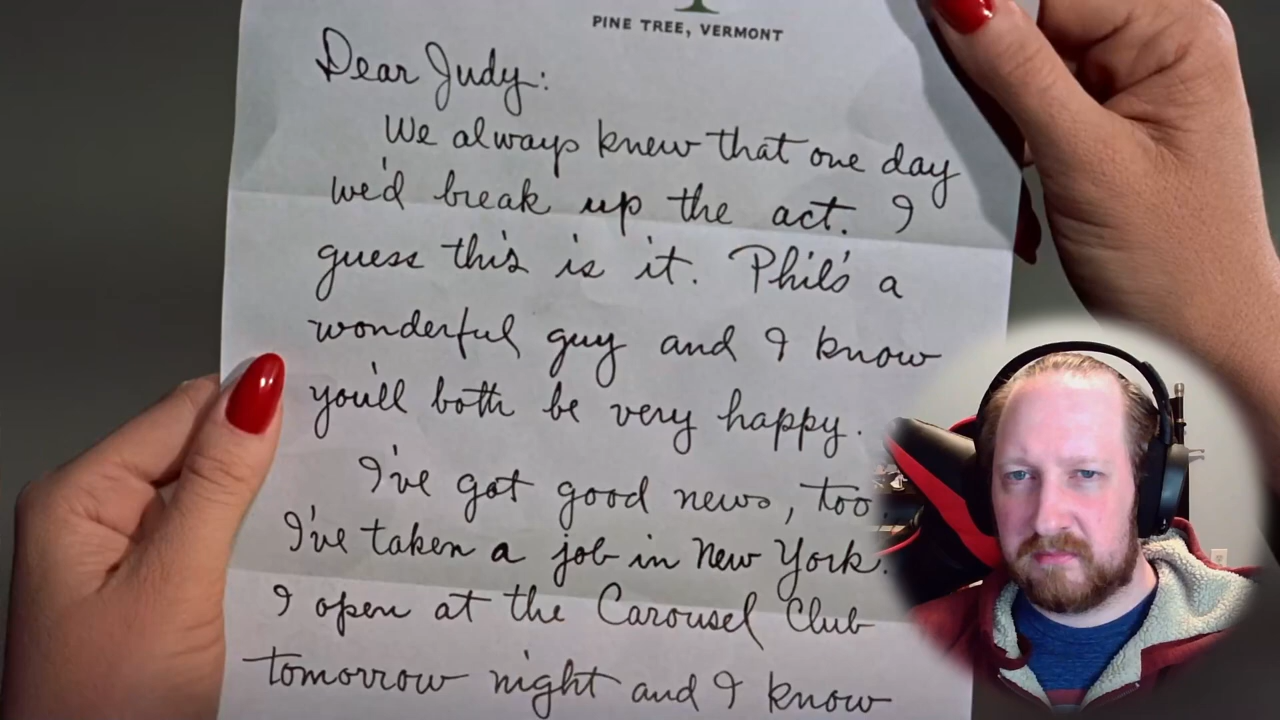 PINE TREE, VERMONT
Dear Judy:
We always knew that one day
we'd break up the act. I
guess this is it. Phil's a
wonderful guy and I know
you'll both be very happy.
I've got good news, too.
I've taken a job in New York.
I open at the Carousel Club
tomorrow night and I know